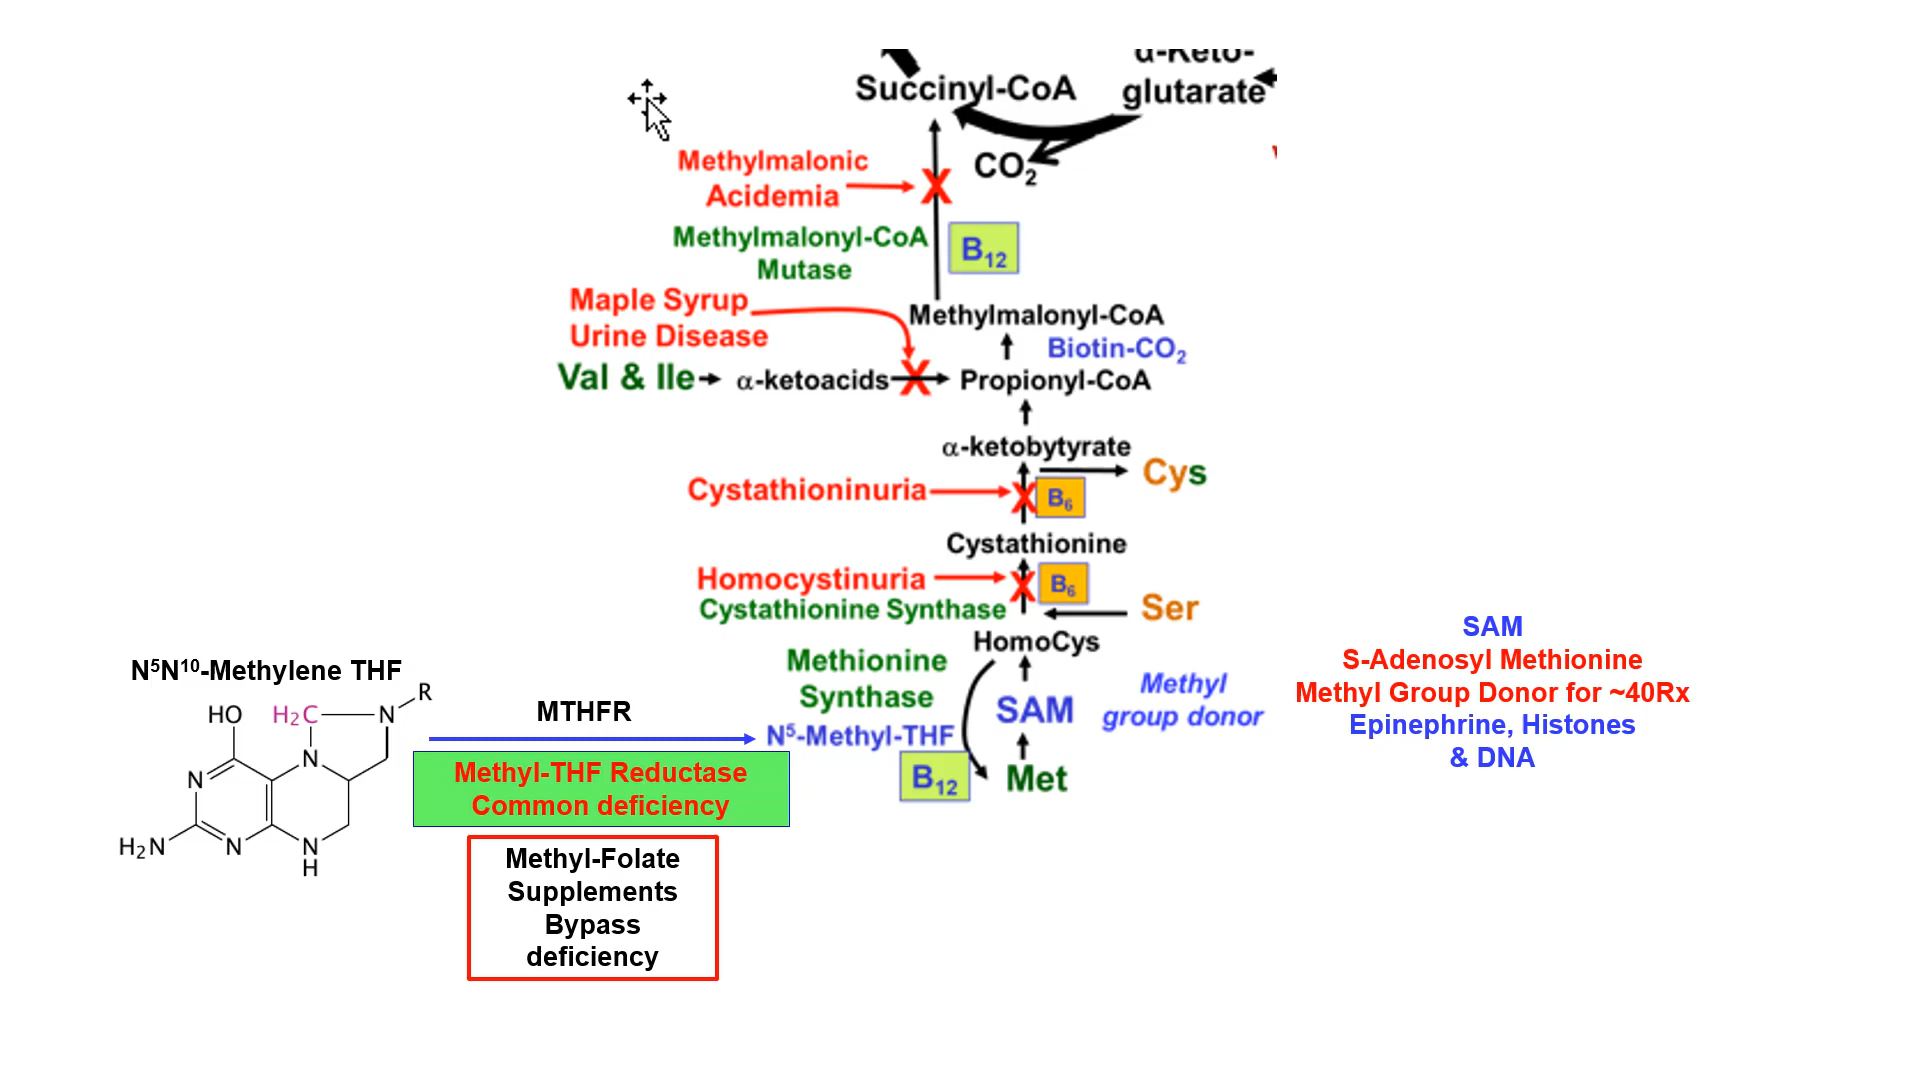 α-Keto-
glutarate
Succinyl-CoA
CO₂
Methylmalonic
Acidemia
X
Methylmalonyl-CoA
Mutase
B₁₂
Maple Syrup
Urine Disease
Methylmalonyl-CoA
Biotin-CO₂
Val & Ile
α-ketoacids
X
Propionyl-CoA
α-ketobytyrate
Cys
Cystathioninuria
X
B₆
Cystathionine
Homocystinuria
X
B₆
Cystathionine Synthase
Ser
HomoCys
Methionine
Synthase
N⁵-Methyl-THF
B₁₂
SAM
Met
Methyl
group donor
SAM
S-Adenosyl Methionine
Methyl Group Donor for ~40Rx
Epinephrine, Histones
& DNA
N⁵N¹⁰-Methylene THF
R
HO
H₂C
N
N
N
H₂N
N
N
H
MTHFR
Methyl-THF Reductase
Common deficiency
Methyl-Folate
Supplements
Bypass
deficiency